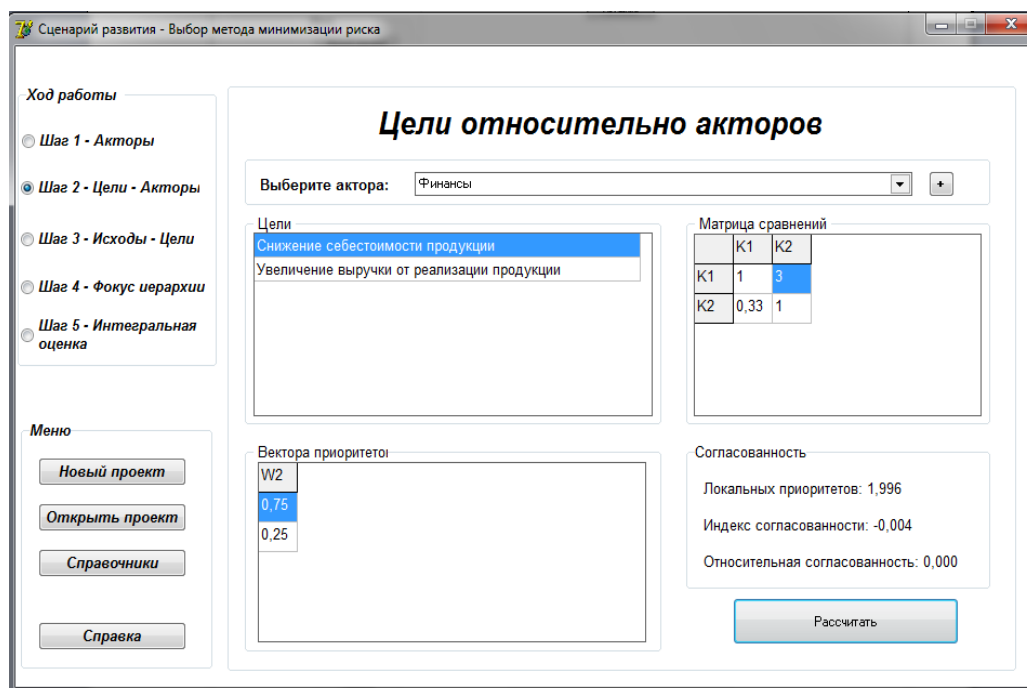 Сценарий развития - Выбор метода минимизации риска
Ход работы
Шаг 1 - Акторы
Шаг 2 - Цели - Акторы
Шаг 3 - Исходы - Цели
Шаг 4 - Фокус иерархии
Шаг 5 - Интегральная
оценка
Меню
Новый проект
Открыть проект
Справочники
Справка
Цели относительно акторов
Выберите актора: Финансы +
Цели
Снижение себестоимости продукции
Увеличение выручки от реализации продукции
Матрица сравнений
K1 K2
K1 1 3
K2 0,33 1
Вектора приоритетов
W2
0,75
0,25
Согласованность
Локальных приоритетов: 1,996
Индекс согласованности: -0,004
Относительная согласованность: 0,000
Рассчитать